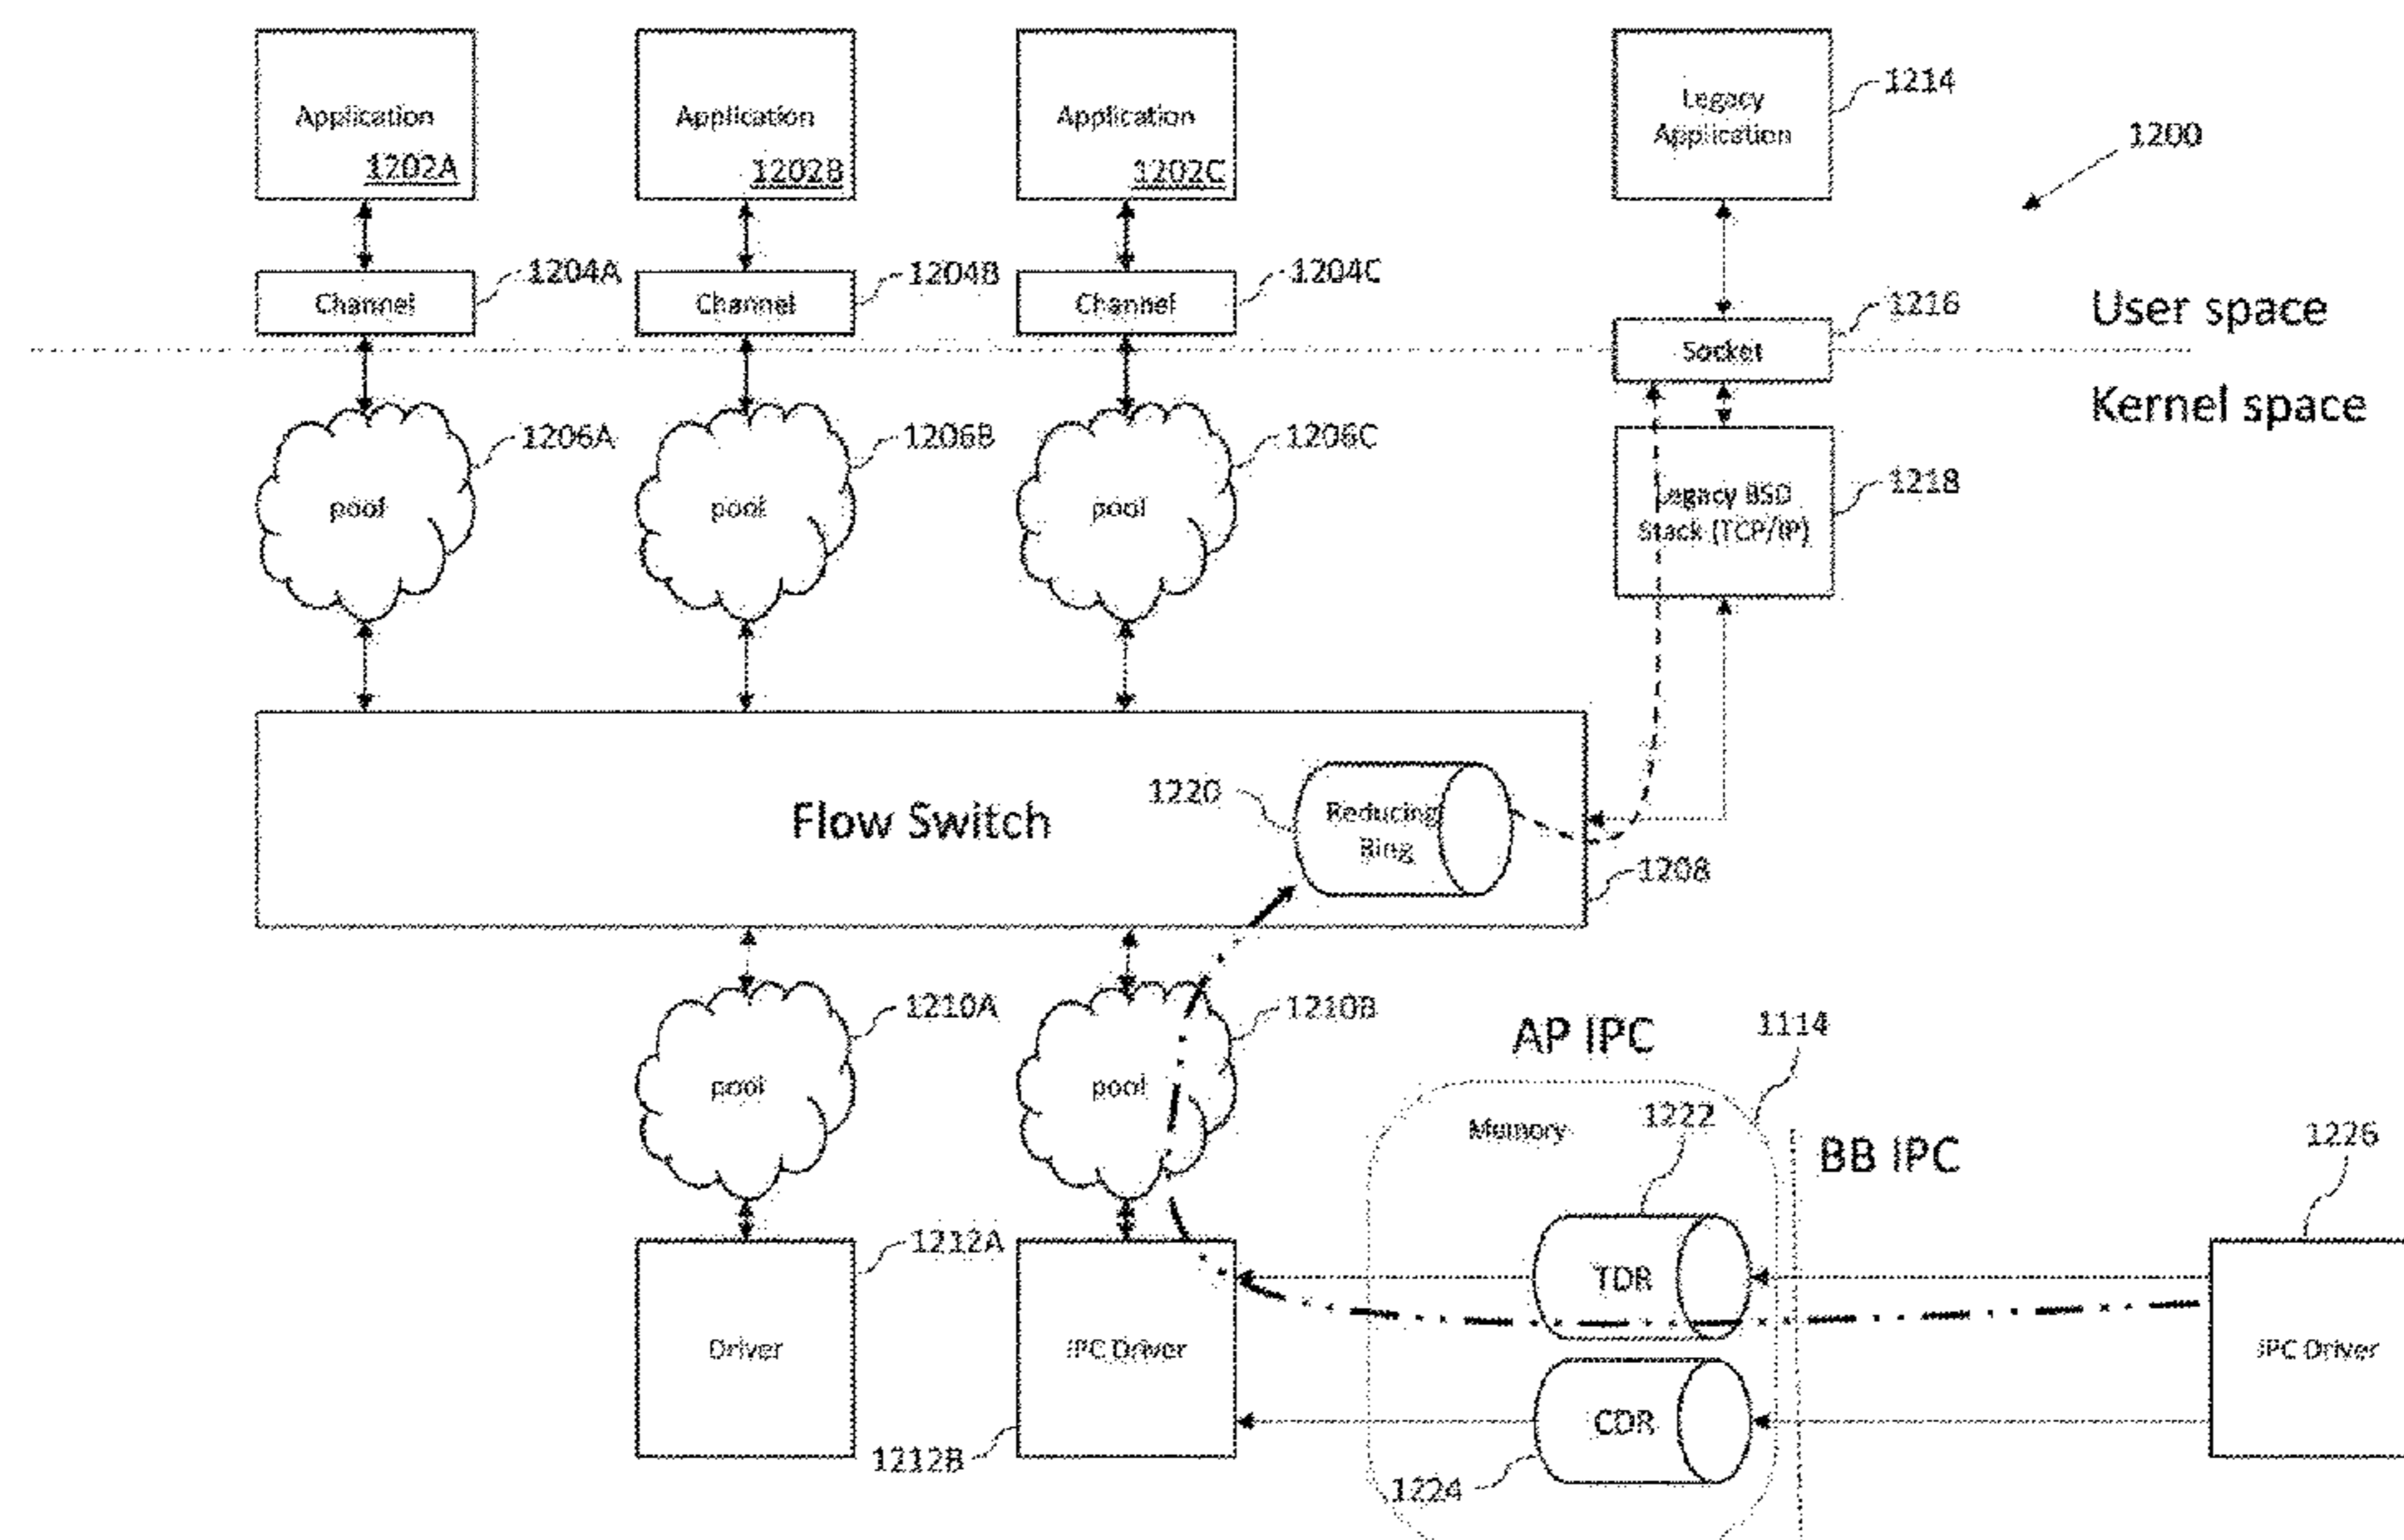 Application
1202A
Application
1202B
Application
1202C
Legacy
Application
1214
1200
Channel
1204A
Channel
1204B
Channel
1204C
Socket
1216
User space
Kernel space
pool
1206A
pool
1206B
pool
1206C
Legacy BSD
Stack (TCP/IP)
1218
Flow Switch
1220
Reducing
Ring
1208
pool
1210A
pool
1210B
AP IPC
1114
Memory
1222
BB IPC
1226
Driver
1212A
IPC Driver
1212B
TDR
CDR
1224
IPC Driver